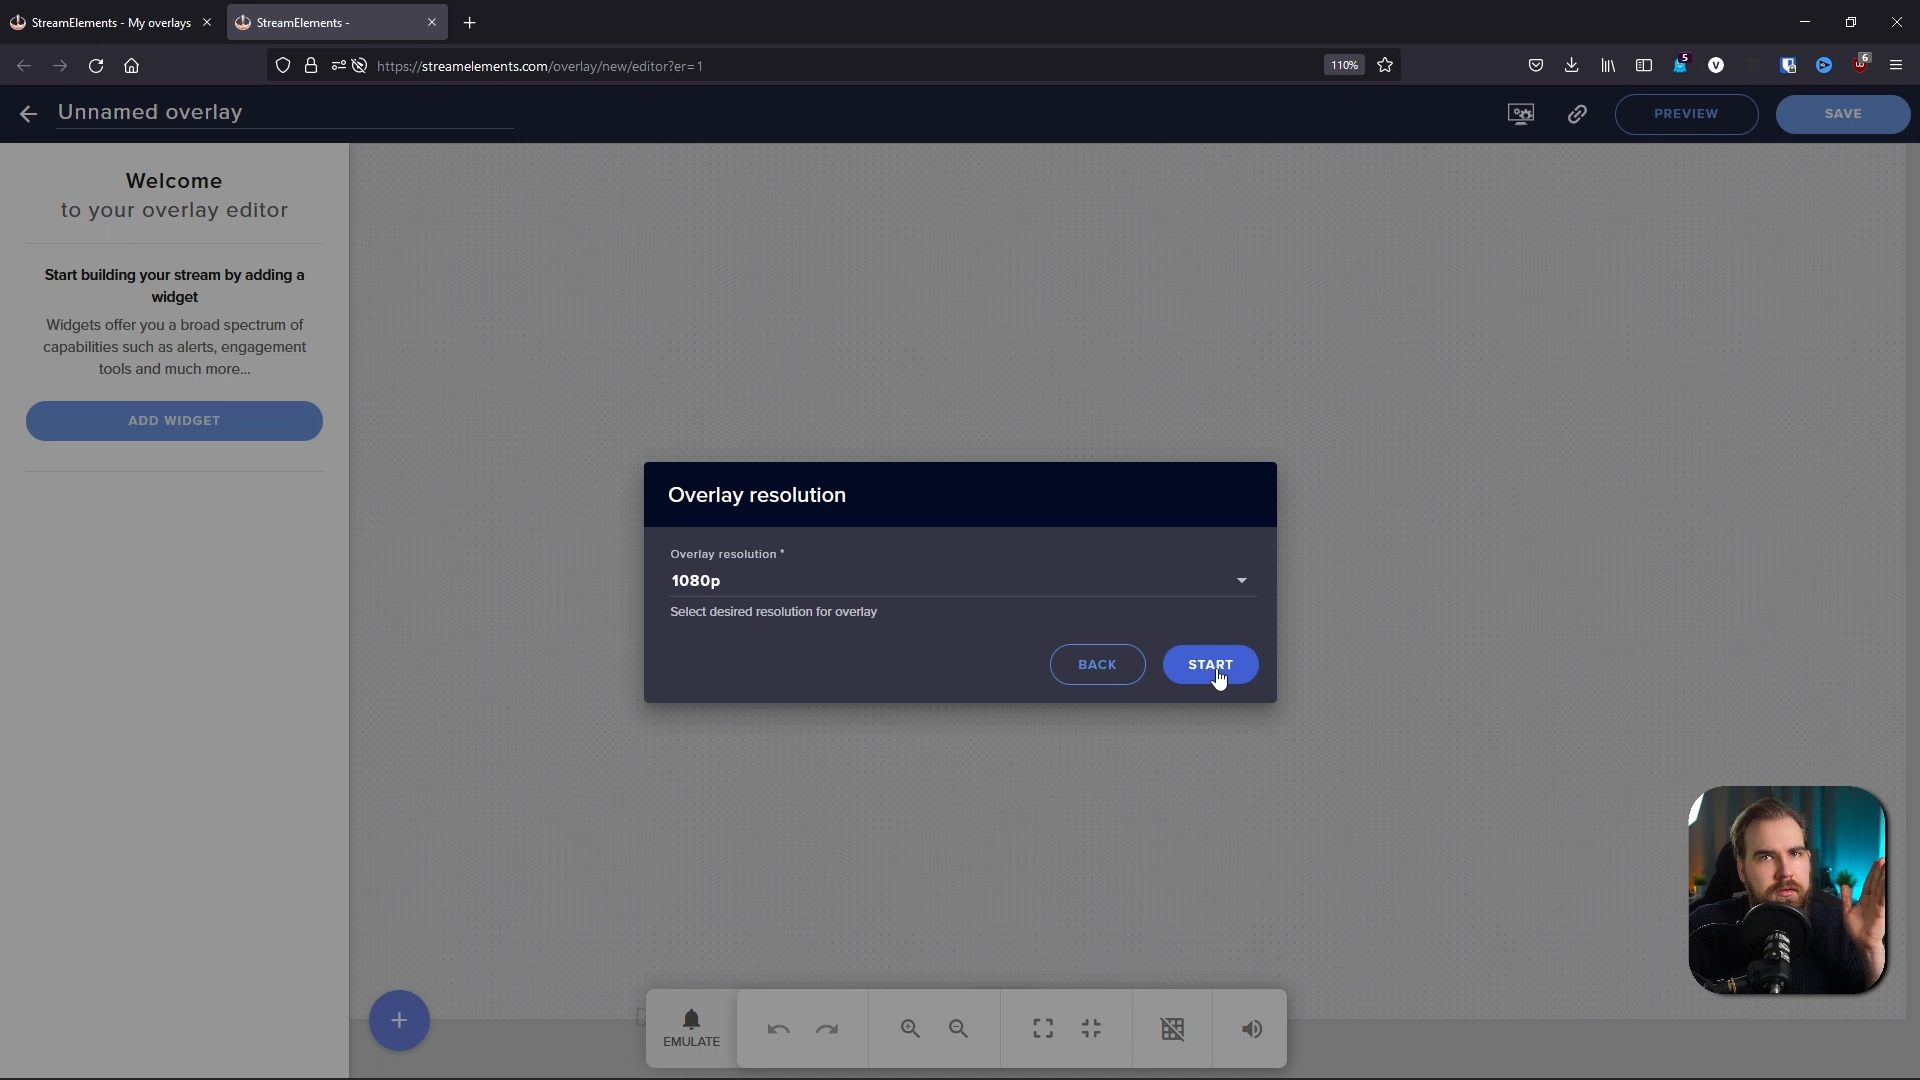 StreamElements - My overlays
StreamElements -
https://streamelements.com/overlay/new/editor?er=1
110%
5
6
Unnamed overlay
PREVIEW
SAVE
Welcome
to your overlay editor
Start building your stream by adding a
widget
Widgets offer you a broad spectrum of
capabilities such as alerts, engagement
tools and much more...
ADD WIDGET
Overlay resolution
Overlay resolution *
1080p
Select desired resolution for overlay
BACK
START
EMULATE